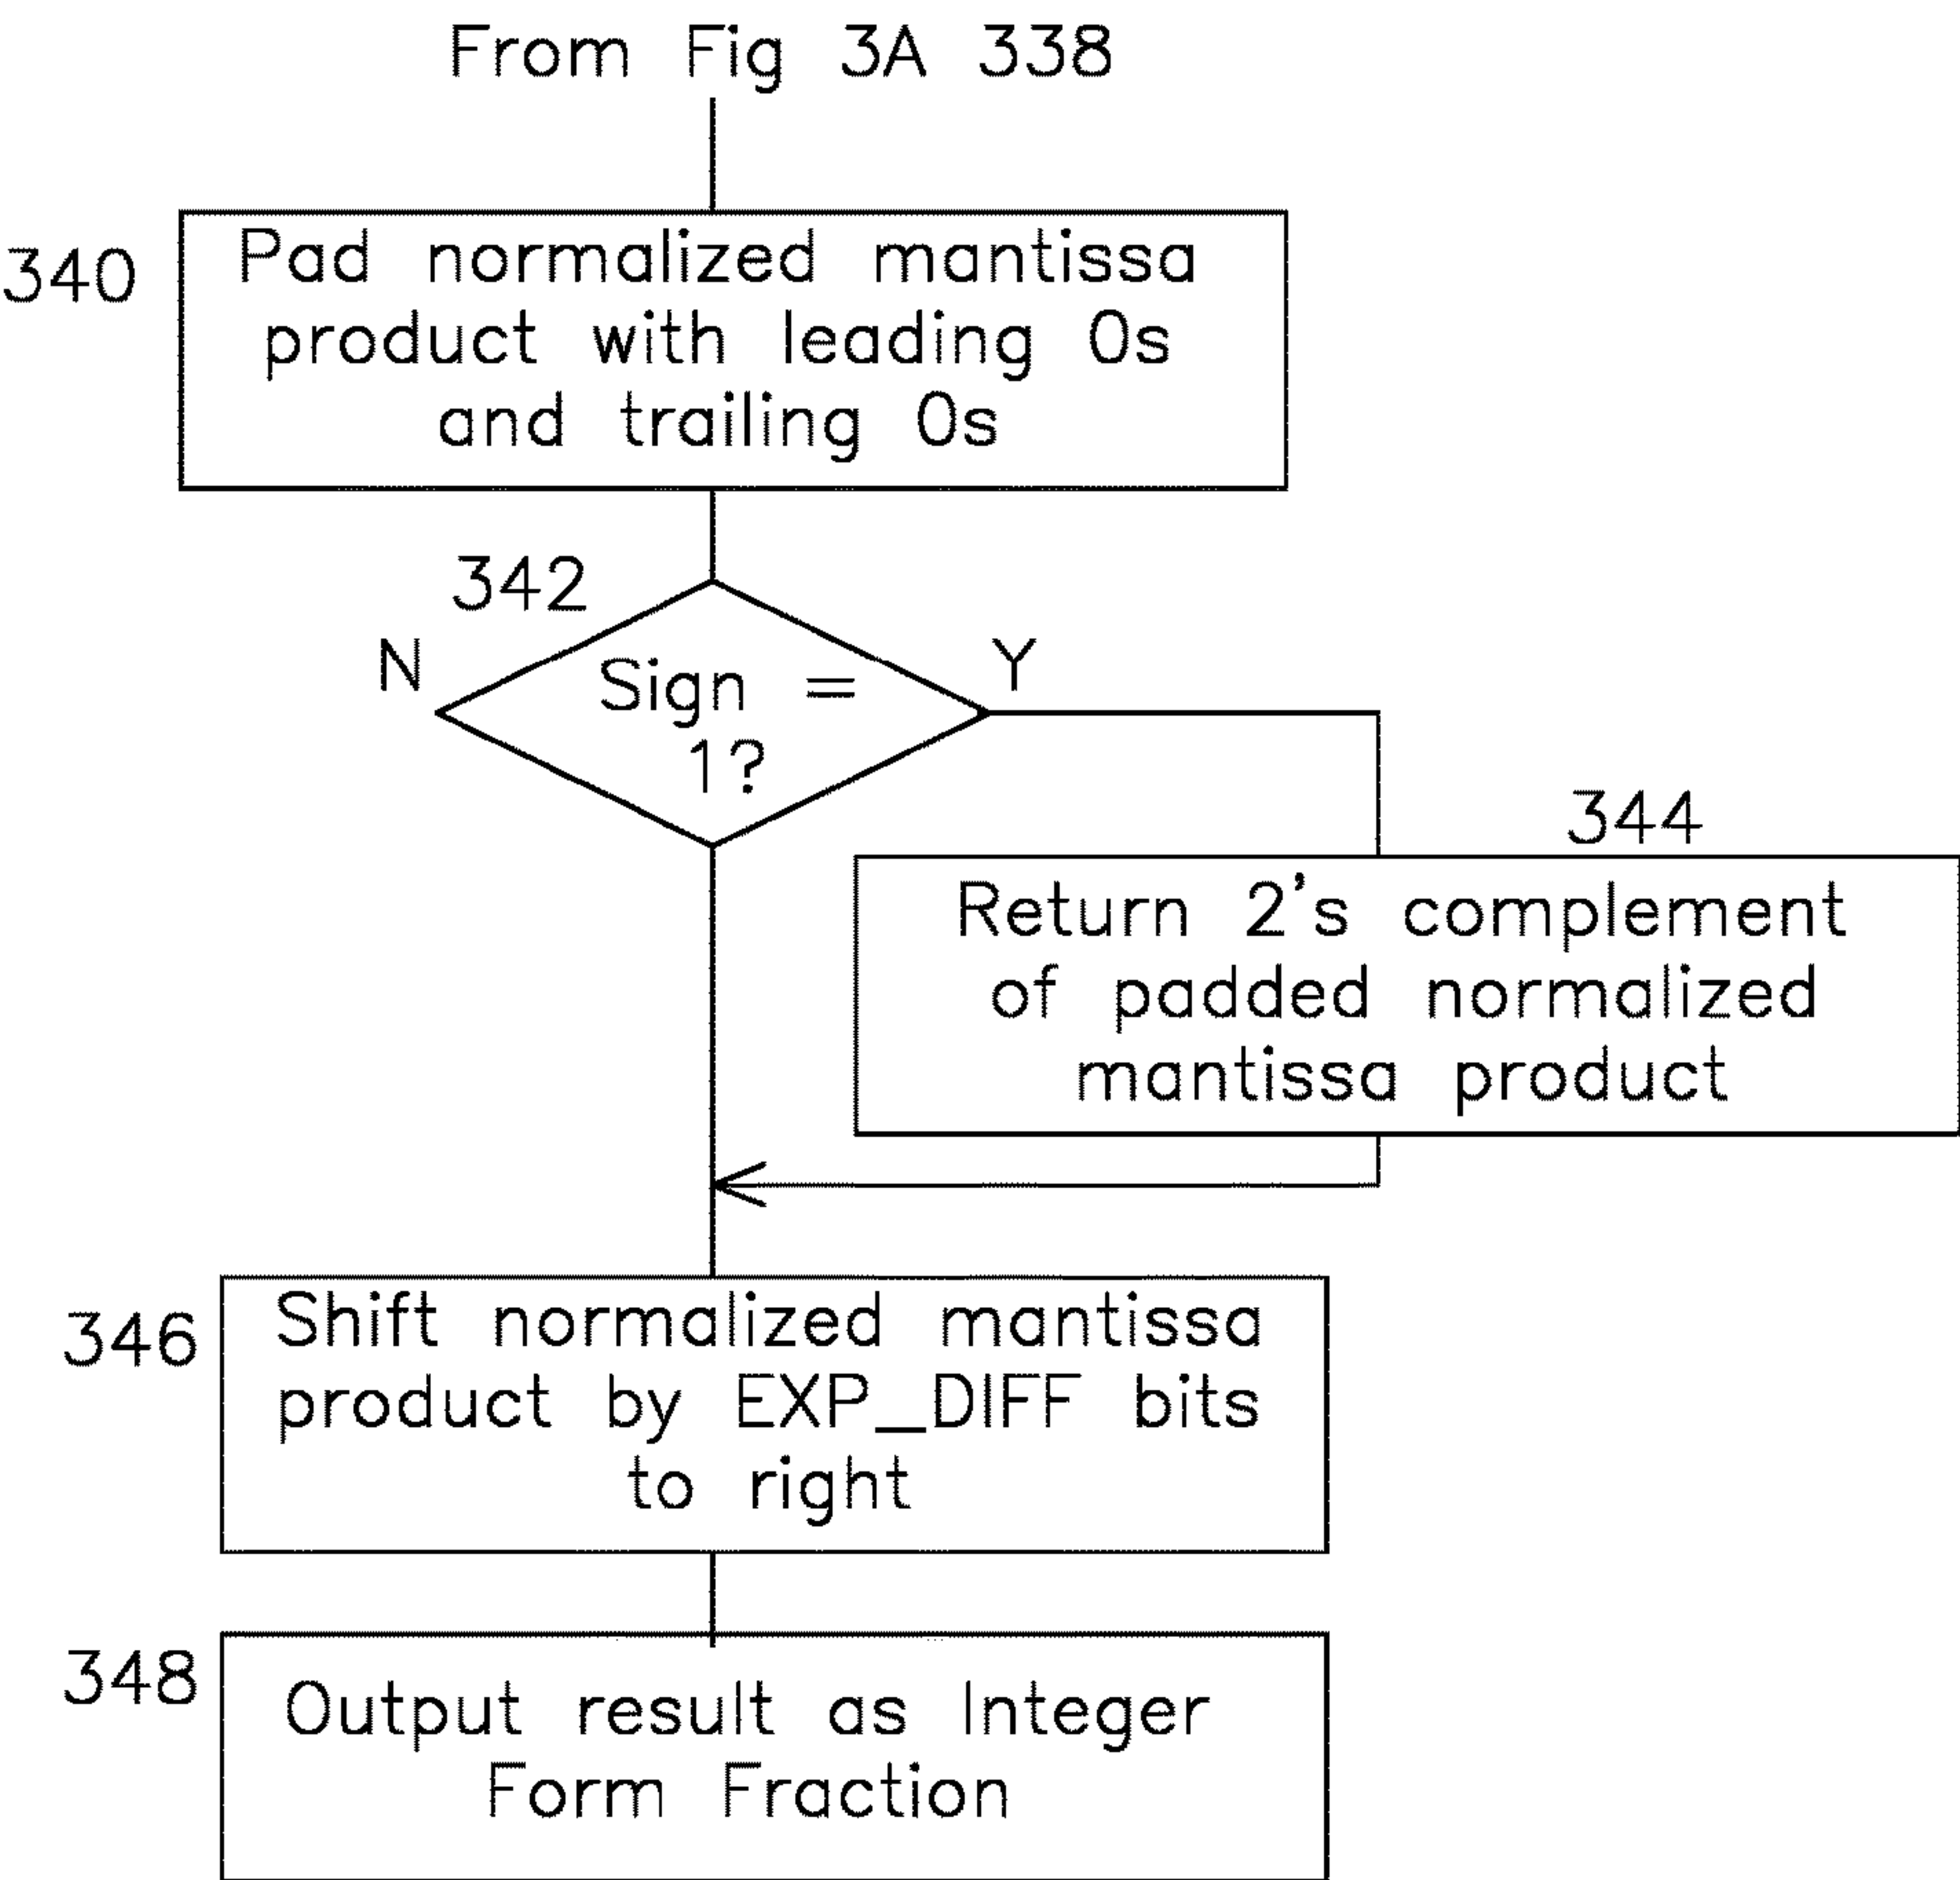 From Fig 3A 338
340
Pad normalized mantissa
product with leading 0s
and trailing 0s
342
N
Y
Sign =
1?
344
Return 2's complement
of padded normalized
mantissa product
346
Shift normalized mantissa
product by EXP_DIFF bits
to right
348
Output result as Integer
Form Fraction